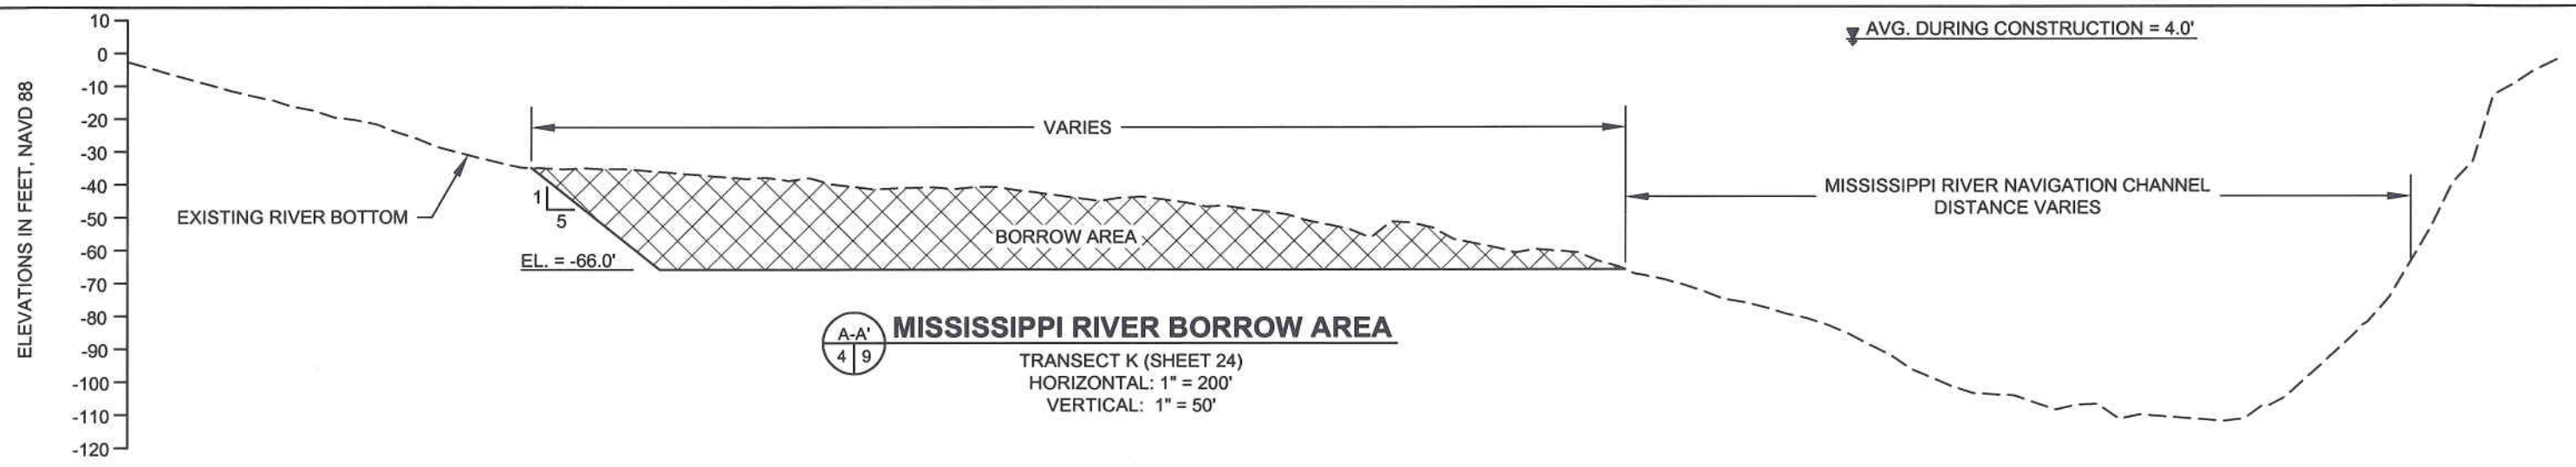 ELEVATIONS IN FEET, NAVD 88
10
0
-10
-20
-30
-40
-50
-60
-70
-80
-90
-100
-110
-120
AVG. DURING CONSTRUCTION = 4.0'
VARIES
EXISTING RIVER BOTTOM
1
5
EL. = -66.0'
BORROW AREA
MISSISSIPPI RIVER NAVIGATION CHANNEL
DISTANCE VARIES
A-A'
4 9
MISSISSIPPI RIVER BORROW AREA
TRANSECT K (SHEET 24)
HORIZONTAL: 1" = 200'
VERTICAL: 1" = 50'